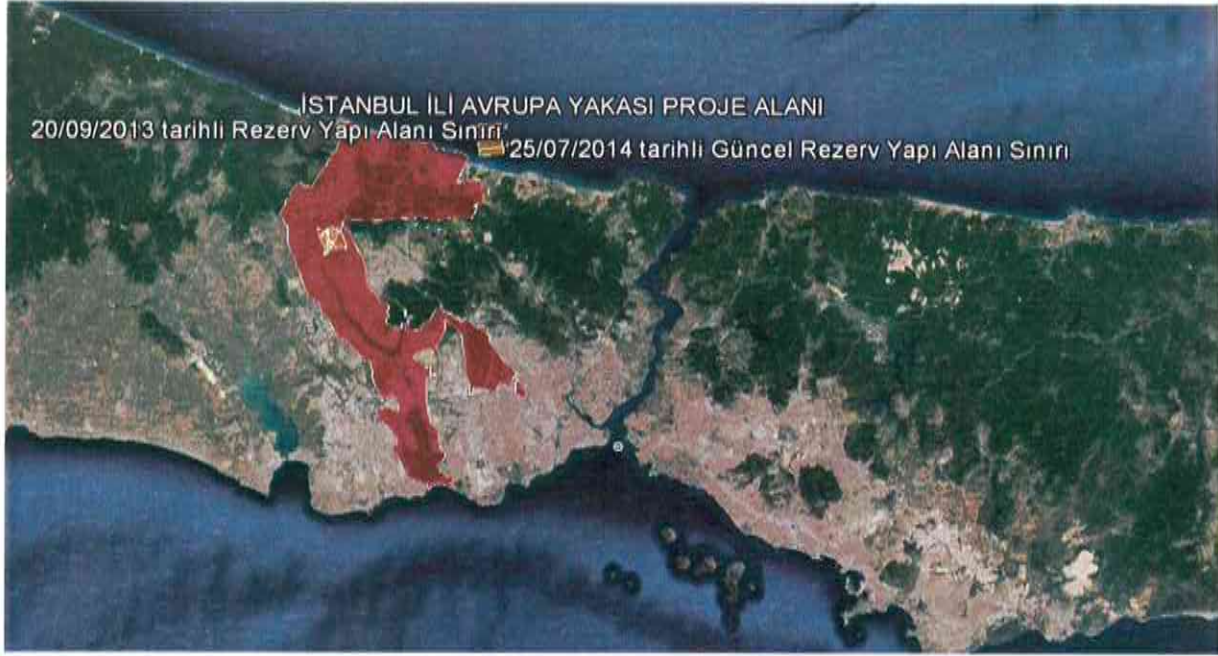 İSTANBUL İLİ AVRUPA YAKASI PROJE ALANI
20/09/2013 tarihli Rezerv Yapı Alanı Sınırı
25/07/2014 tarihli Güncel Rezerv Yapı Alanı Sınırı